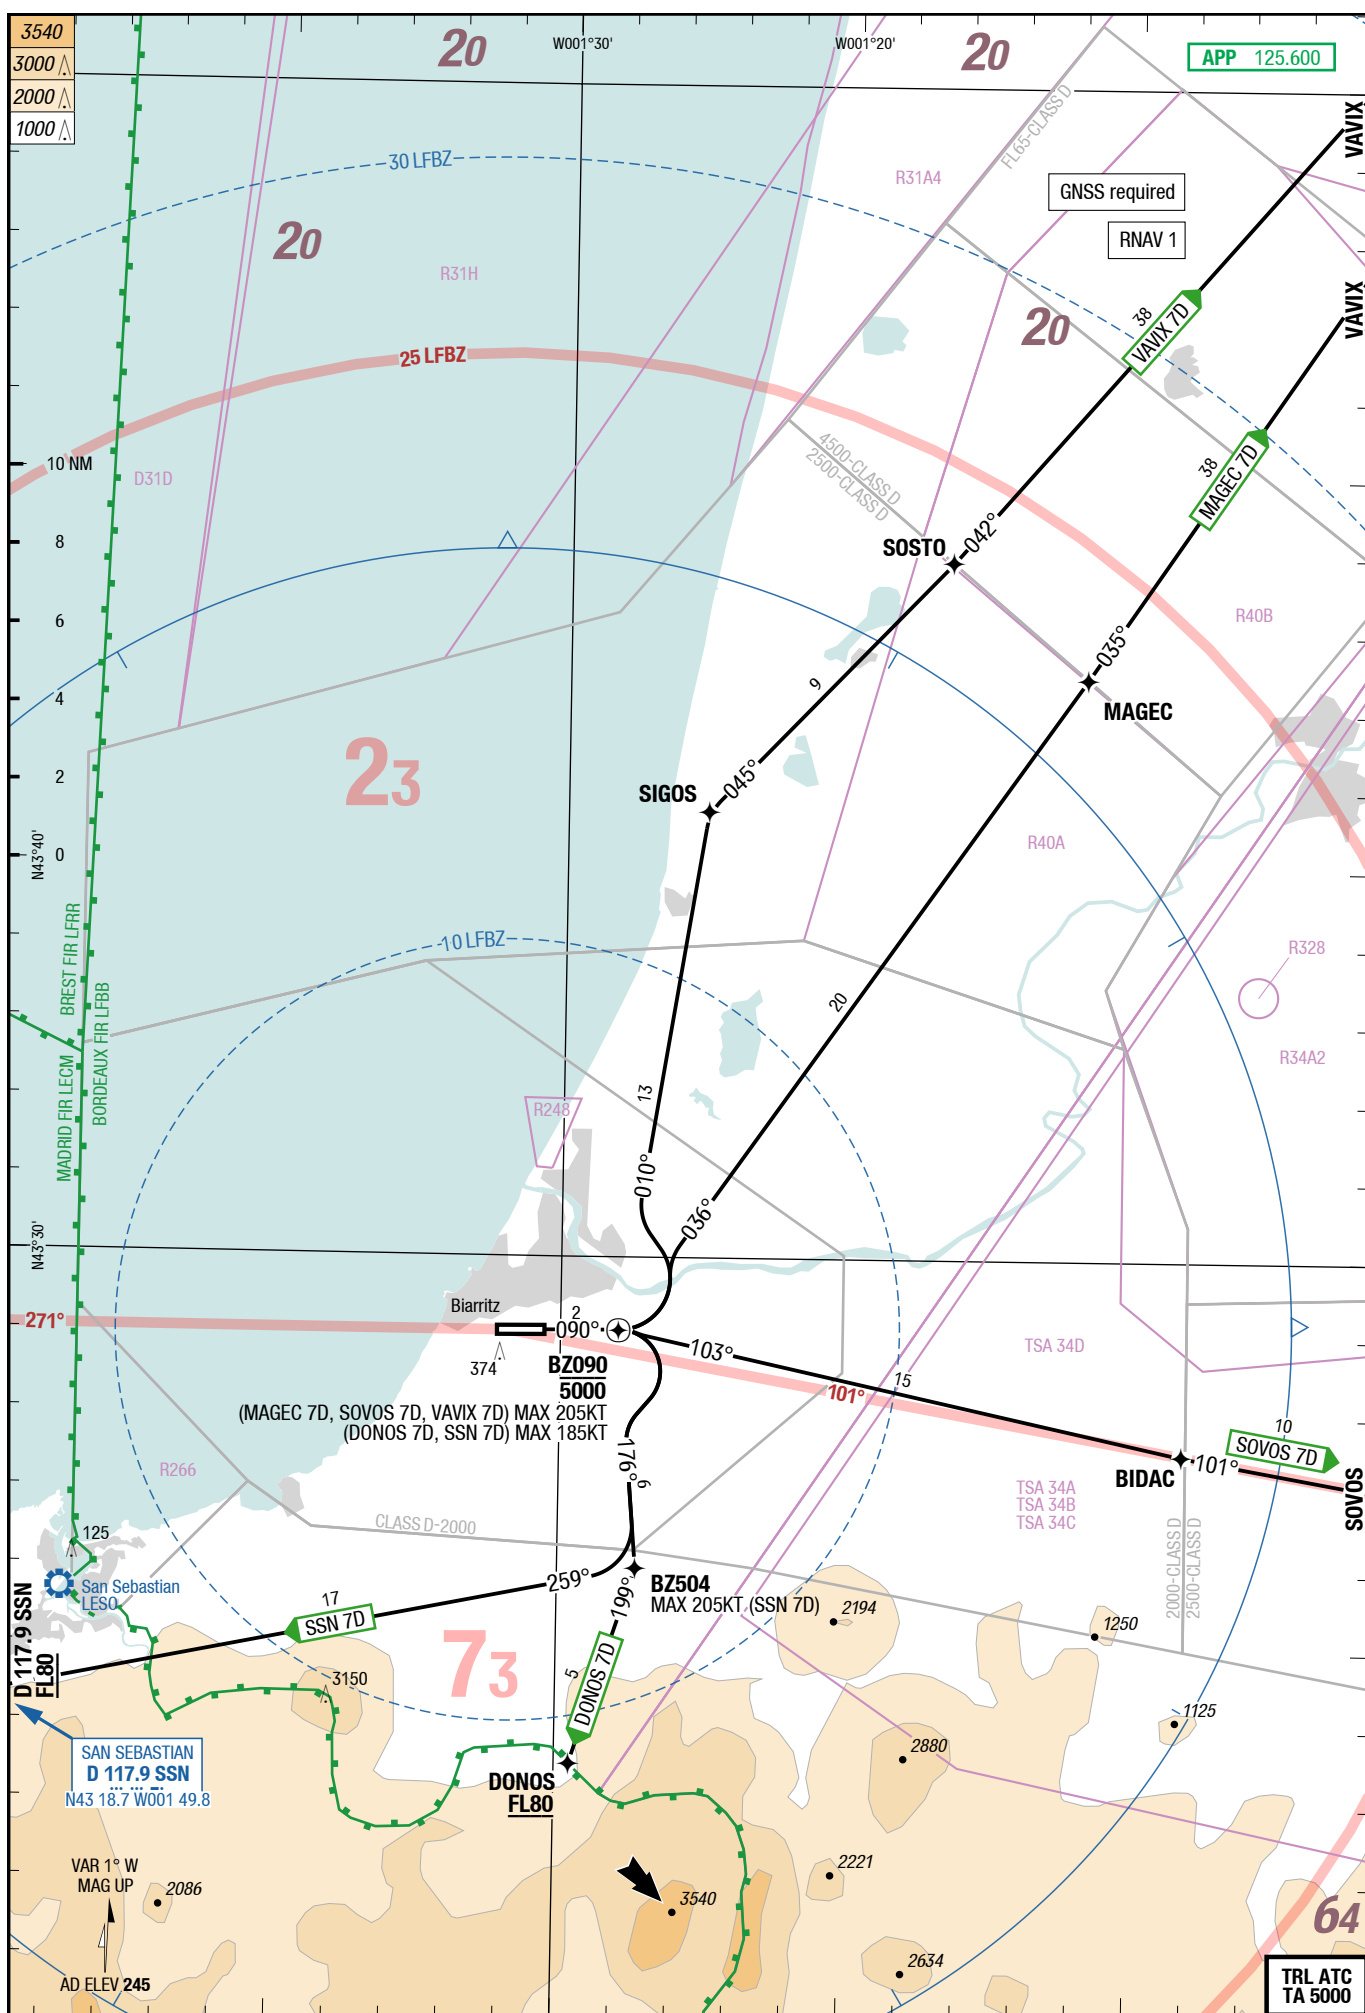 3540
3000
2000
1000
20
W001°30'
W001°20'
20
APP 125.600
VAVIX
FL65-CLASS D
30 LFBZ
R31A4
GNSS required
RNAV 1
20
R31H
20
38
VAVIX 7D
VAVIX
25 LFBZ
4500-CLASS D
2500-CLASS D
38
MAGEC 7D
10 NM
D31D
8
SOSTO
042°
6
R40B
035°
4
9
MAGEC
2
23
045°
SIGOS
N43°40'
0
R40A
BREST FIR LFRR
10 LFBZ
R328
20
BORDEAUX FIR LFBB
MADRID FIR LECM
R34A2
13
R248
010°
036°
N43°30'
Biarritz
271°
2
090°
103°
TSA 34D
374
BZ090
5000
15
101°
(MAGEC 7D, SOVOS 7D, VAVIX 7D) MAX 205KT
(DONOS 7D, SSN 7D) MAX 185KT
10
SOVOS 7D
176°
6
R266
BIDAC
101°
SOVOS
TSA 34A
TSA 34B
TSA 34C
125
CLASS D-2000
2000-CLASS D
2500-CLASS D
San Sebastian
LESO
259°
BZ504
MAX 205KT (SSN 7D)
199°
17
SSN 7D
2194
1250
D 117.9 SSN
FL80
73
5
DONOS 7D
3150
1125
SAN SEBASTIAN
D 117.9 SSN
N43 18.7 W001 49.8
2880
DONOS
FL80
VAR 1° W
MAG UP
2086
2221
3540
64
AD ELEV 245
2634
TRL ATC
TA 5000